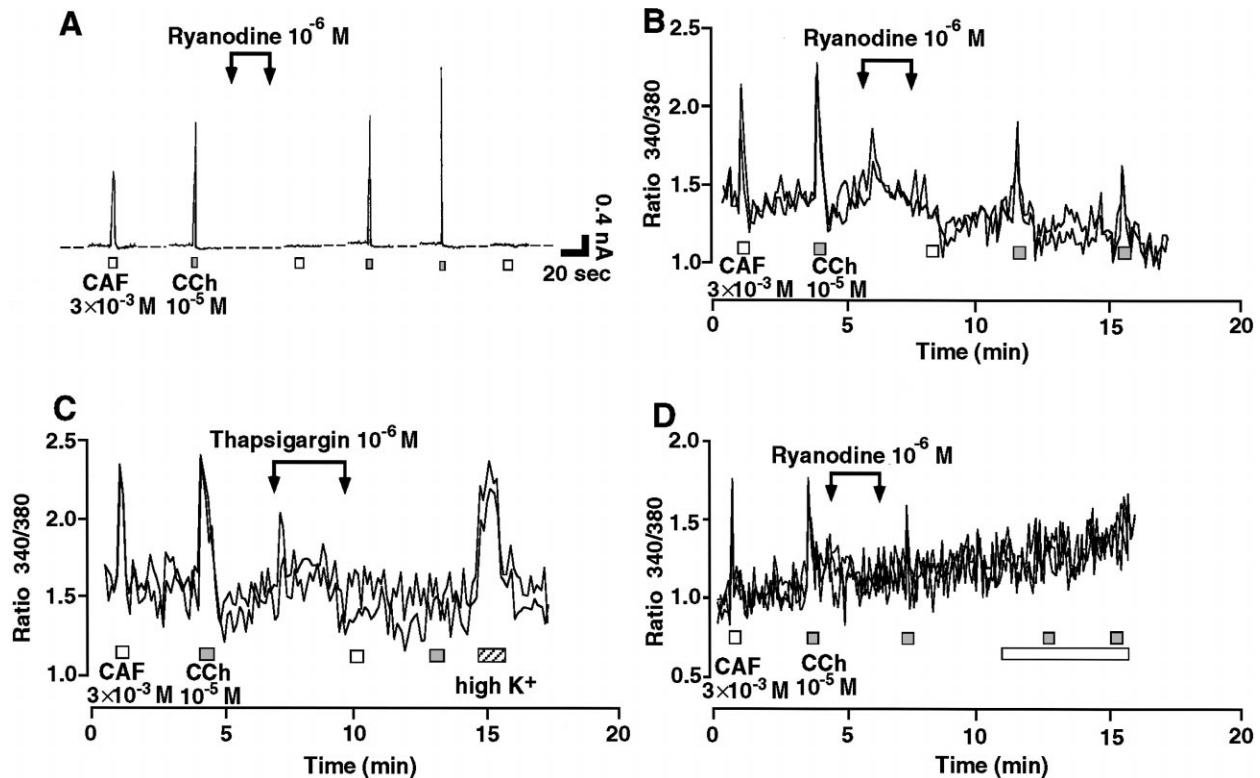 A
Ryanodine 10⁻⁶ M
0.4 nA
20 sec
CAF
3×10⁻³ M
CCh
10⁻⁵ M
B
Ryanodine 10⁻⁶ M
Ratio 340/380
2.5
2.0
1.5
1.0
CAF
3×10⁻³ M
CCh
10⁻⁵ M
0 5 10 15 20
Time (min)
C
Thapsigargin 10⁻⁶ M
Ratio 340/380
2.5
2.0
1.5
1.0
CAF
3×10⁻³ M
CCh
10⁻⁵ M
high K⁺
0 5 10 15 20
Time (min)
D
Ryanodine 10⁻⁶ M
Ratio 340/380
2.0
1.5
1.0
0.5
CAF
3×10⁻³ M
CCh
10⁻⁵ M
0 5 10 15 20
Time (min)